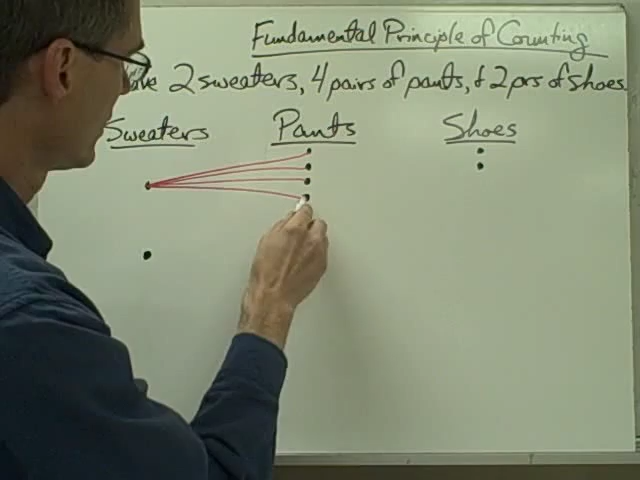 Fundamental Principle of Counting
2 sweaters, 4 pairs of pants, & 2 prs of shoes.
Sweaters Pants Shoes